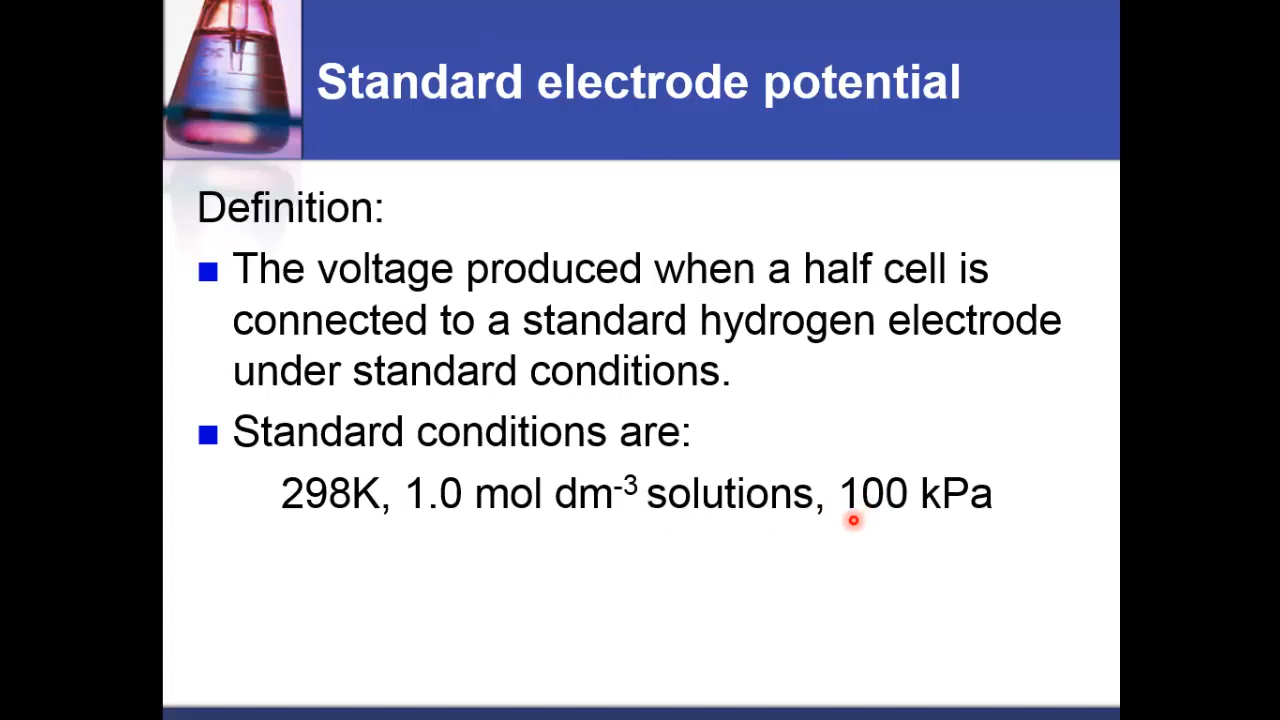 Standard electrode potential
Definition:
The voltage produced when a half cell is
connected to a standard hydrogen electrode
under standard conditions.
Standard conditions are:
298K, 1.0 mol dm⁻³ solutions, 100 kPa